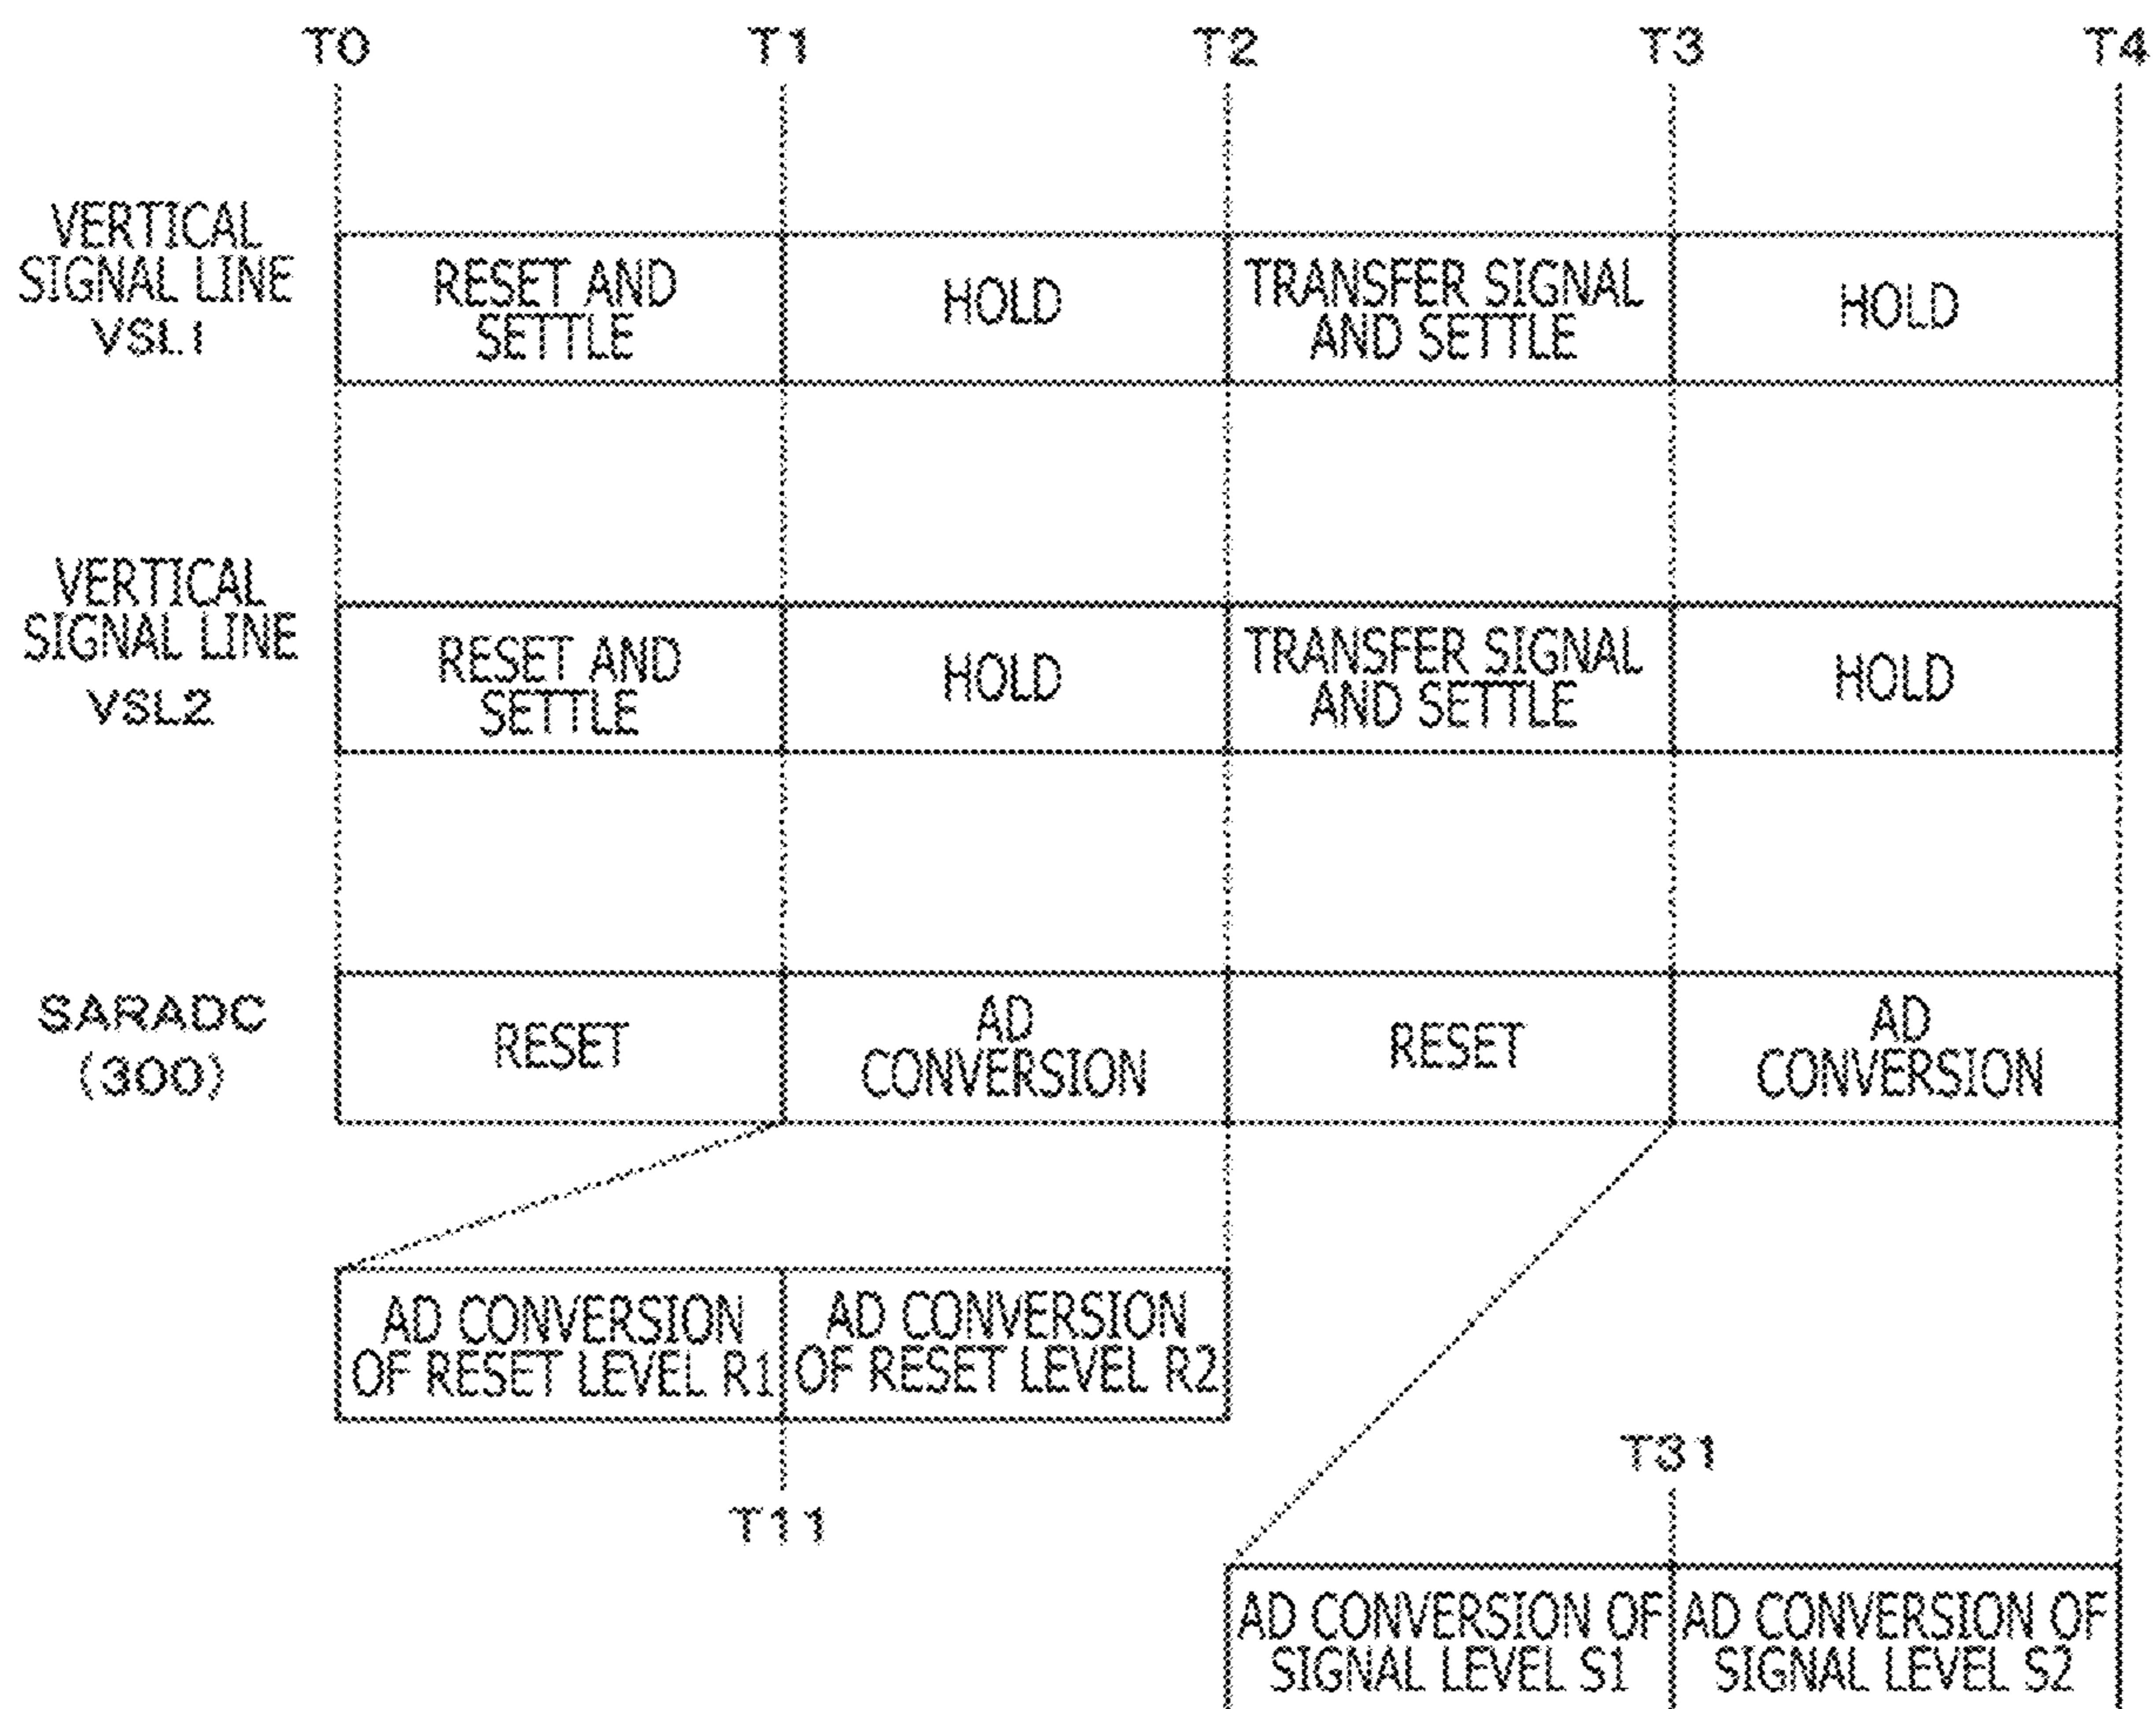 T0 T1 T2 T3 T4
VERTICAL
SIGNAL LINE
VSL1
RESET AND
SETTLE
HOLD
TRANSFER SIGNAL
AND SETTLE
HOLD
VERTICAL
SIGNAL LINE
VSL2
RESET AND
SETTLE
HOLD
TRANSFER SIGNAL
AND SETTLE
HOLD
SARADC
(300)
RESET
AD
CONVERSION
RESET
AD
CONVERSION
AD CONVERSION
OF RESET LEVEL R1
AD CONVERSION
OF RESET LEVEL R2
T11
T31
AD CONVERSION OF
SIGNAL LEVEL S1
AD CONVERSION OF
SIGNAL LEVEL S2